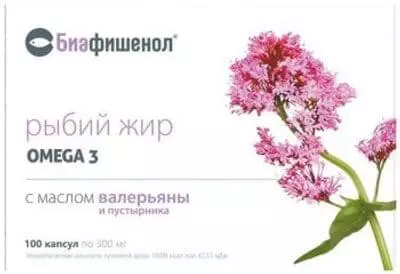 Биафишенол®
рыбий жир
OMEGA 3
с маслом валерьяны
и пустырника
100 капсул по 300 мг